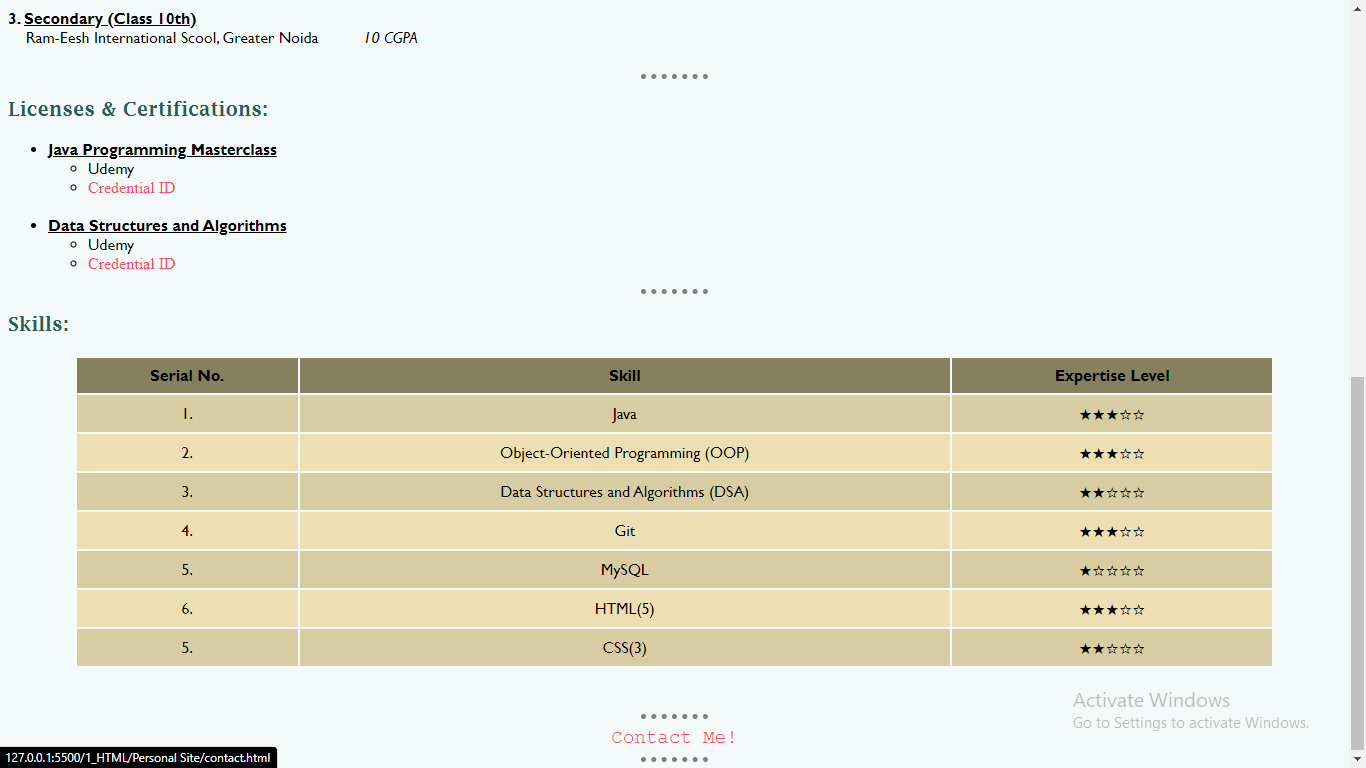 3. Secondary (Class 10th)
Ram-Eesh International Scool, Greater Noida 10 CGPA
Licenses & Certifications:
Java Programming Masterclass
Udemy
Credential ID
Data Structures and Algorithms
Udemy
Credential ID
Skills:
Serial No. Skill Expertise Level
1. Java ★★★☆☆
2. Object-Oriented Programming (OOP) ★★★☆☆
3. Data Structures and Algorithms (DSA) ★★☆☆☆
4. Git ★★★☆☆
5. MySQL ★☆☆☆☆
6. HTML(5) ★★★☆☆
5. CSS(3) ★★☆☆☆
Activate Windows
Go to Settings to activate Windows.
Contact Me!
127.0.0.1:5500/1_HTML/Personal Site/contact.html